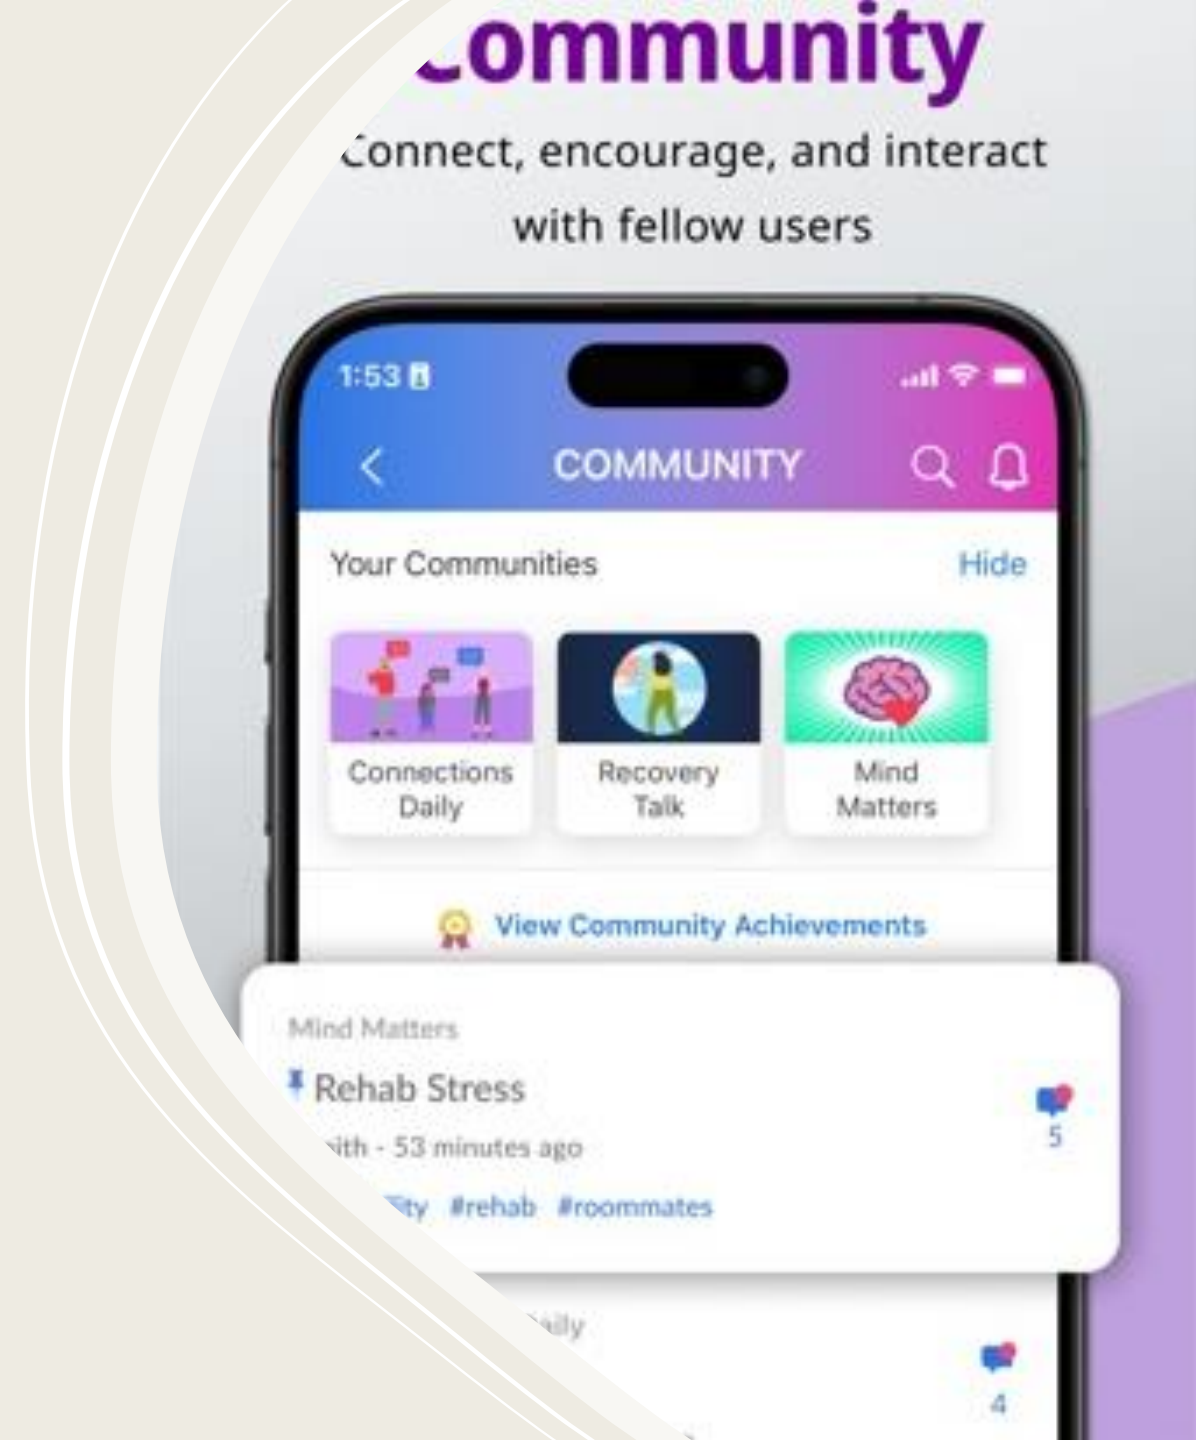 Community
Connect, encourage, and interact
with fellow users
1:53
COMMUNITY
Your Communities
Hide
Connections
Daily
Recovery
Talk
Mind
Matters
View Community Achievements
Mind Matters
Rehab Stress
5
- 53 minutes ago
#rehab #roommates
4